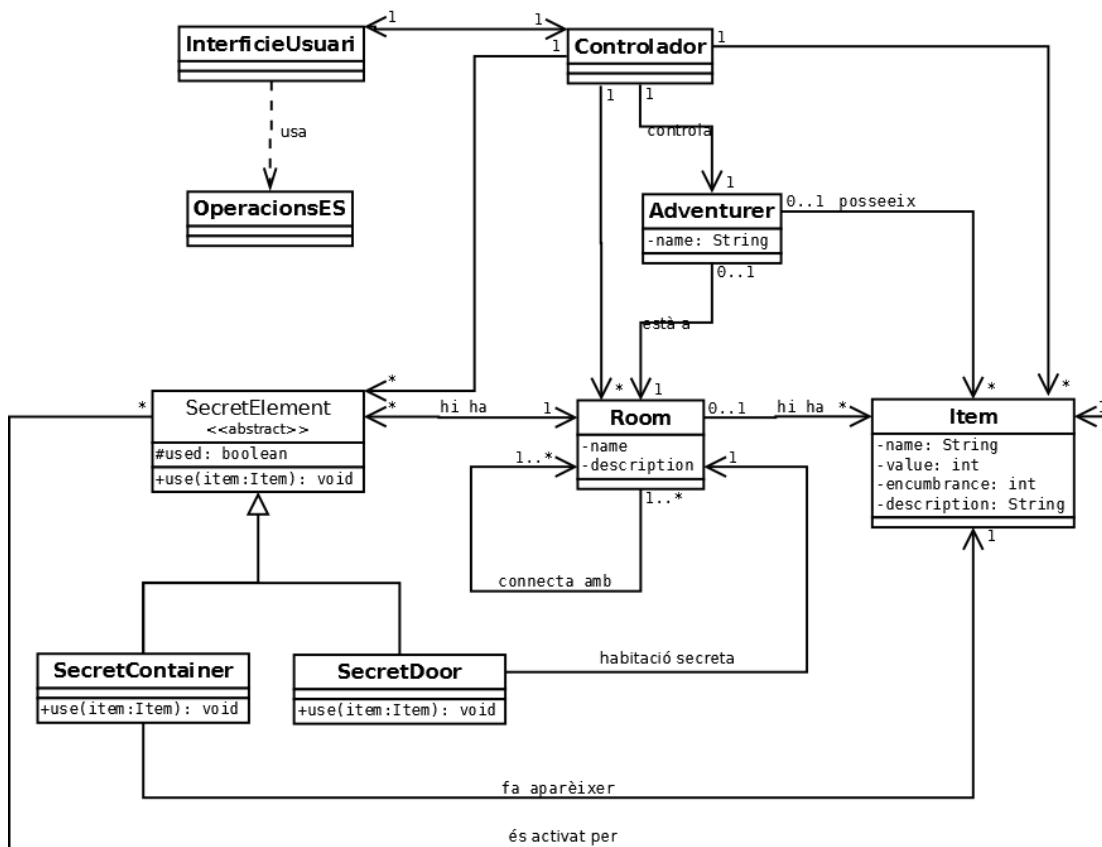 1
1
InterficieUsuari
Controlador
1
1
1
1
usa
controla
1
OperacionsES
Adventurer
-name: String
0..1
posseeix
0..1
està a
*
*
1
*
*
*
SecretElement
<<abstract>>
#used: boolean
+use(item:Item): void
*
hi ha
1
Room
-name
-description
0..1
hi ha
*
Item
-name: String
-value: int
-encumbrance: int
-description: String
1
1..*
1
1..*
1
connecta amb
SecretContainer
+use(item:Item): void
SecretDoor
+use(item:Item): void
habitació secreta
fa aparèixer
és activat per